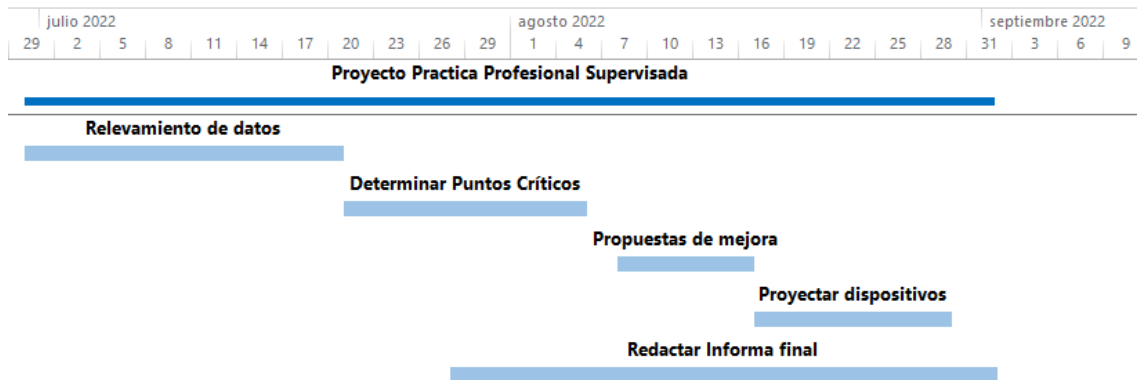 julio 2022 agosto 2022 septiembre 2022
29 2 5 8 11 14 17 20 23 26 29 1 4 7 10 13 16 19 22 25 28 31 3 6 9
Proyecto Practica Profesional Supervisada
Relevamiento de datos
Determinar Puntos Críticos
Propuestas de mejora
Proyectar dispositivos
Redactar Informa final